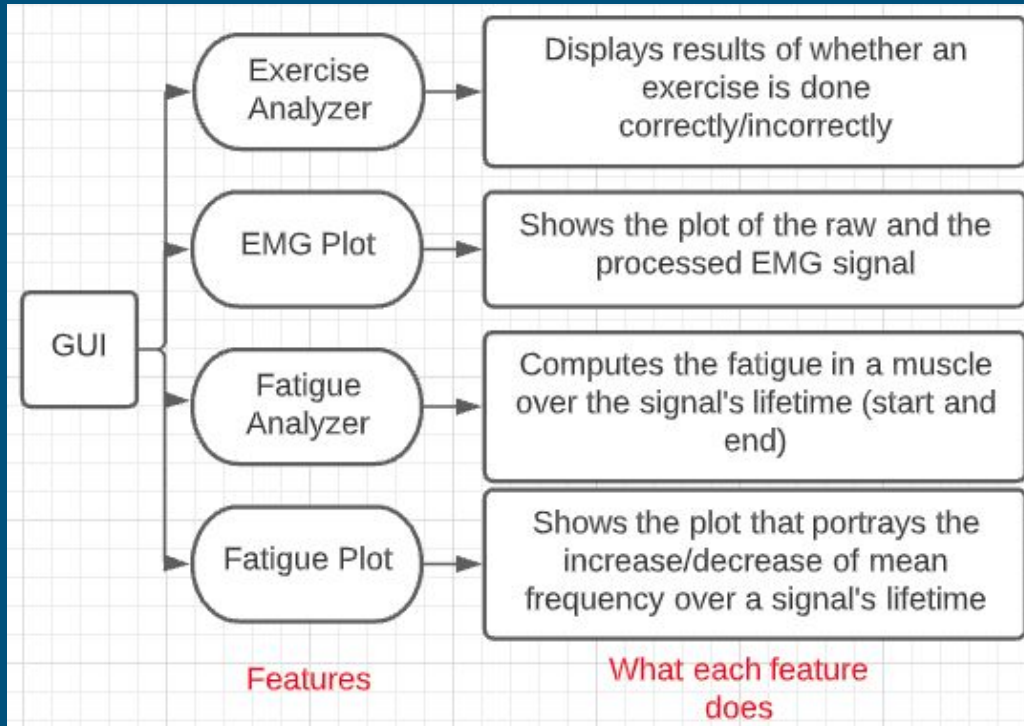 GUI
Exercise
Analyzer
Displays results of whether an
exercise is done
correctly/incorrectly
EMG Plot
Shows the plot of the raw and the
processed EMG signal
Fatigue
Analyzer
Computes the fatigue in a muscle
over the signal's lifetime (start and
end)
Fatigue Plot
Shows the plot that portrays the
increase/decrease of mean
frequency over a signal's lifetime
Features
What each feature
does